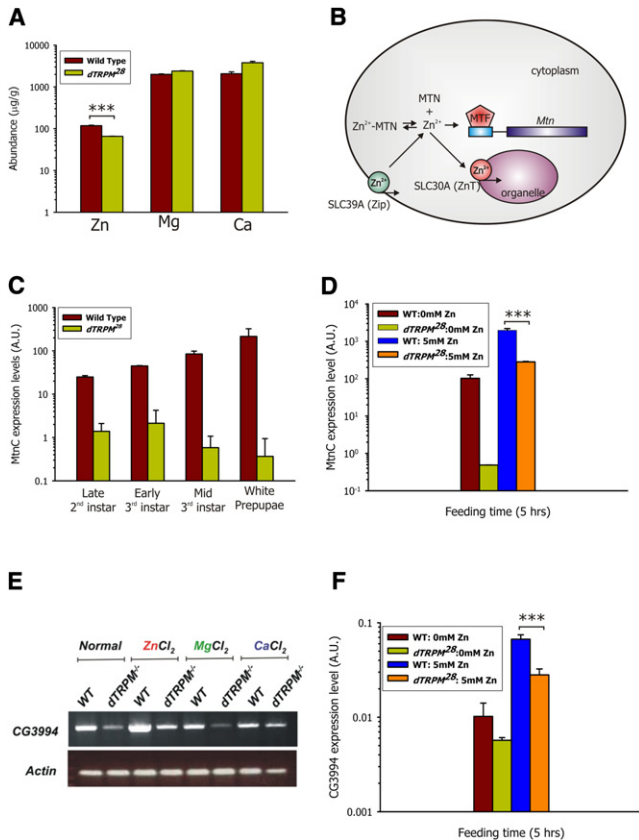 A
Wild Type
dTRPM²⁸
Abundance (µg/g)
10000
1000
100
10
1
***
Zn
Mg
Ca
B
cytoplasm
MTN
+
Zn²⁺-MTN
Zn²⁺
MTF
Mtn
Zn²⁺
SLC30A (ZnT)
organelle
Zn²⁺
SLC39A (Zip)
C
Wild Type
dTRPM²⁸
MtnC expression levels (A.U.)
1000
100
10
1
0.1
Late
2nd instar
Early
3rd instar
Mid
3rd instar
White
Prepupae
D
WT:0mM Zn
dTRPM²⁸:0mM Zn
WT: 5mM Zn
dTRPM²⁸:5mM Zn
***
MtnC expression level (A.U.)
10⁴
10³
10²
10¹
10⁰
10⁻¹
Feeding time (5 hrs)
E
Normal
ZnCl₂
MgCl₂
CaCl₂
WT
dTRPM⁻/⁻
WT
dTRPM⁻/⁻
WT
dTRPM⁻/⁻
WT
dTRPM⁻/⁻
CG3994
Actin
F
WT: 0mM Zn
dTRPM²⁸:0mM Zn
WT: 5mM Zn
dTRPM²⁸: 5mM Zn
***
CG3994 expression level (A.U.)
0.1
0.01
0.001
Feeding time (5 hrs)